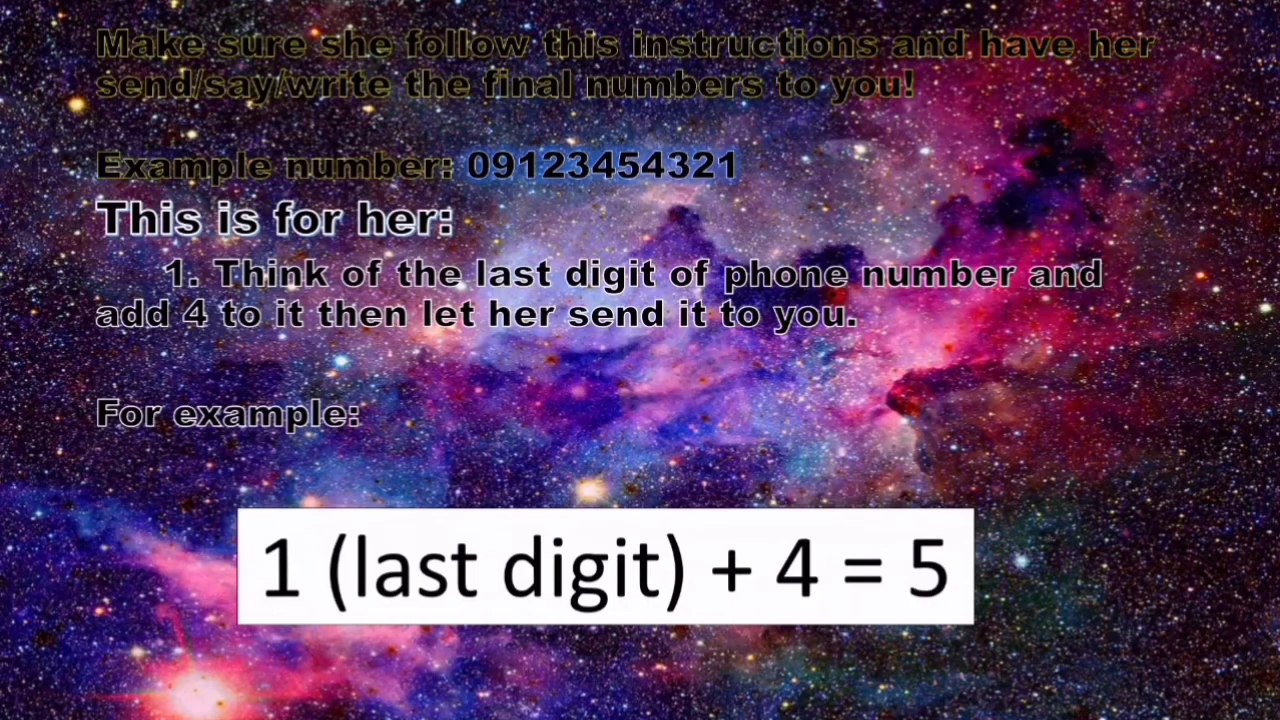 Make sure she follow this instructions and have her
send/say/write the final numbers to you!
Example number: 09123454321
This is for her:
1. Think of the last digit of phone number and
add 4 to it then let her send it to you.
For example:
1 (last digit) + 4 = 5